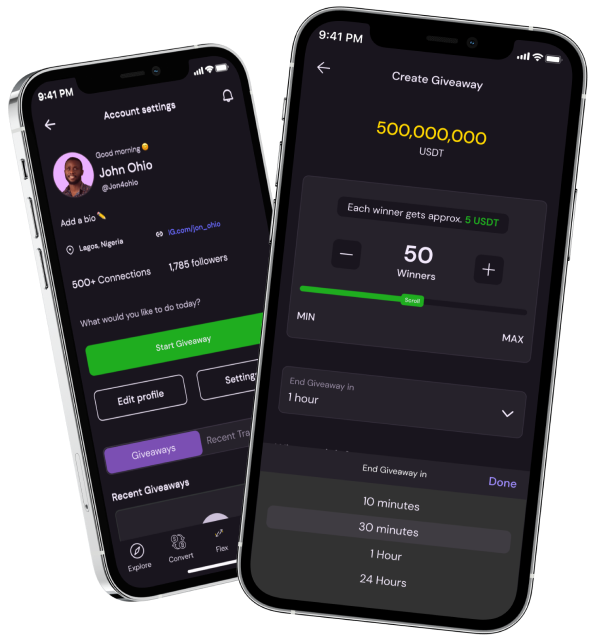 9:41 PM
Account settings
Good morning
John Ohio
@Jon4ohio
Add a bio
Lagos, Nigeria
IG.com/jon_ohio
500+ Connections
1,785 followers
What would you like to do today?
Start Giveaway
Edit profile
Setting
Giveaways
Recent Tra
Recent Giveaways
Explore
Convert
Flex
9:41 PM
Create Giveaway
500,000,000
USDT
Each winner gets approx. 5 USDT
50
Winners
Scroll
MIN
MAX
End Giveaway in
1 hour
End Giveaway in
Done
10 minutes
30 minutes
1 Hour
24 Hours